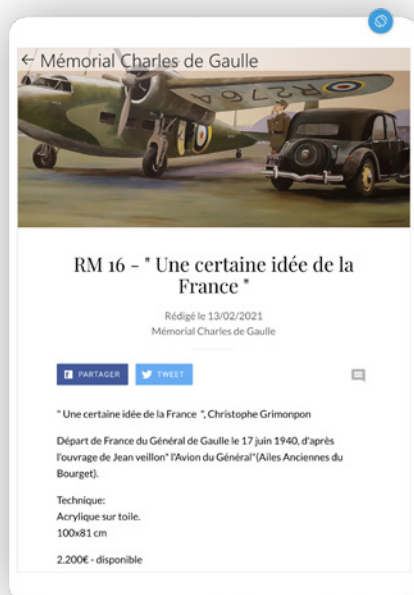 ← Mémorial Charles de Gaulle
R2764
RM 16 - " Une certaine idée de la
France "
Rédigé le 13/02/2021
Mémorial Charles de Gaulle
PARTAGER
TWEET
" Une certaine idée de la France ", Christophe Grimonpon
Départ de France du Général de Gaulle le 17 juin 1940, d'après
l'ouvrage de Jean veillon" l'Avion du Général"(Ailes Anciennes du
Bourget).
Technique:
Acrylique sur toile.
100x81 cm
2.200€ - disponible